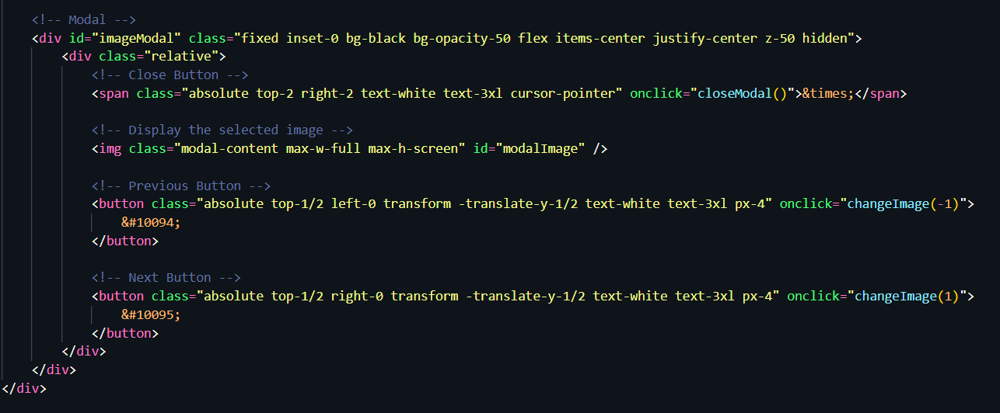 <!-- Modal -->
<div id="imageModal" class="fixed inset-0 bg-black bg-opacity-50 flex items-center justify-center z-50 hidden">
<div class="relative">
<!-- Close Button -->
<span class="absolute top-2 right-2 text-white text-3xl cursor-pointer" onclick="closeModal()">&times;</span>
<!-- Display the selected image -->
<img class="modal-content max-w-full max-h-screen" id="modalImage" />
<!-- Previous Button -->
<button class="absolute top-1/2 left-0 transform -translate-y-1/2 text-white text-3xl px-4" onclick="changeImage(-1)">
&#10094;
</button>
<!-- Next Button -->
<button class="absolute top-1/2 right-0 transform -translate-y-1/2 text-white text-3xl px-4" onclick="changeImage(1)">
&#10095;
</button>
</div>
</div>
</div>